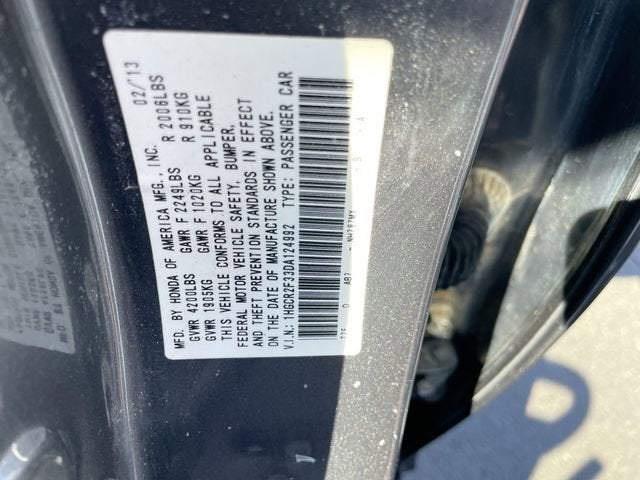 MFD. BY HONDA OF AMERICA MFG., INC. 02/'13
GVWR 4200LBS GAWR F 2249LBS R 2006LBS
GVWR 1905KG GAWR F 1020KG R 910KG
THIS VEHICLE CONFORMS TO ALL APPLICABLE
FEDERAL MOTOR VEHICLE SAFETY, BUMPER,
AND THEFT PREVENTION STANDARDS IN EFFECT
ON THE DATE OF MANUFACTURE SHOWN ABOVE.
V.I.N.: 1HGCR2F33DA124992 TYPE: PASSENGER CAR